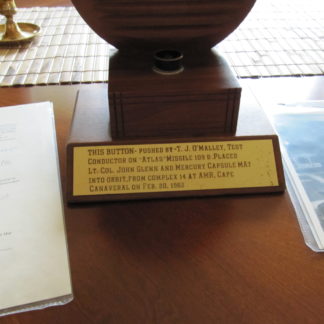 THIS BUTTON- PUSHED BY-T. J. O'MALLEY, TEST
CONDUCTOR ON "ATLAS" MISSILE 109 D, PLACED
LT. COL. JOHN GLENN AND MERCURY CAPSULE MA7
INTO ORBIT, FROM COMPLEX 14 AT AMR, CAPE
CANAVERAL ON FEB. 20, 1962